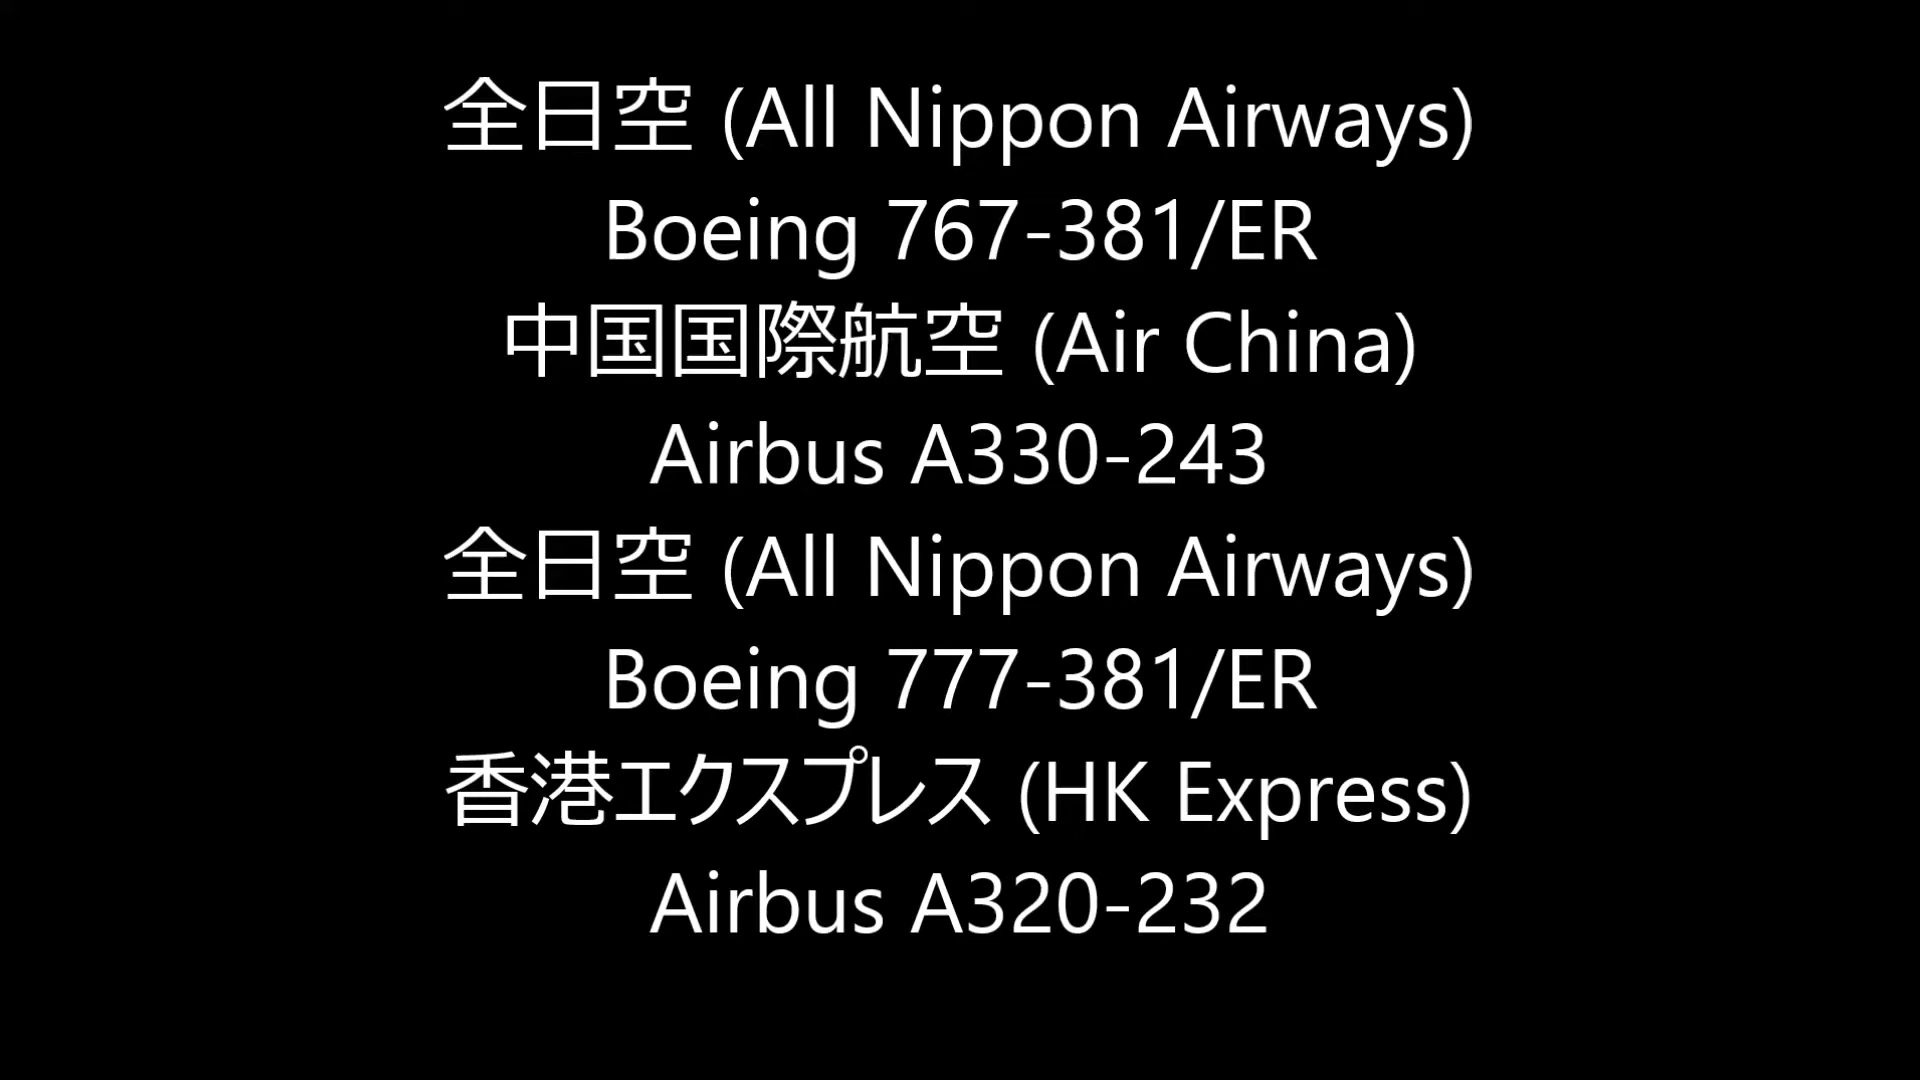 全日空 (All Nippon Airways)
Boeing 767-381/ER
中国国際航空 (Air China)
Airbus A330-243
全日空 (All Nippon Airways)
Boeing 777-381/ER
香港エクスプレス (HK Express)
Airbus A320-232